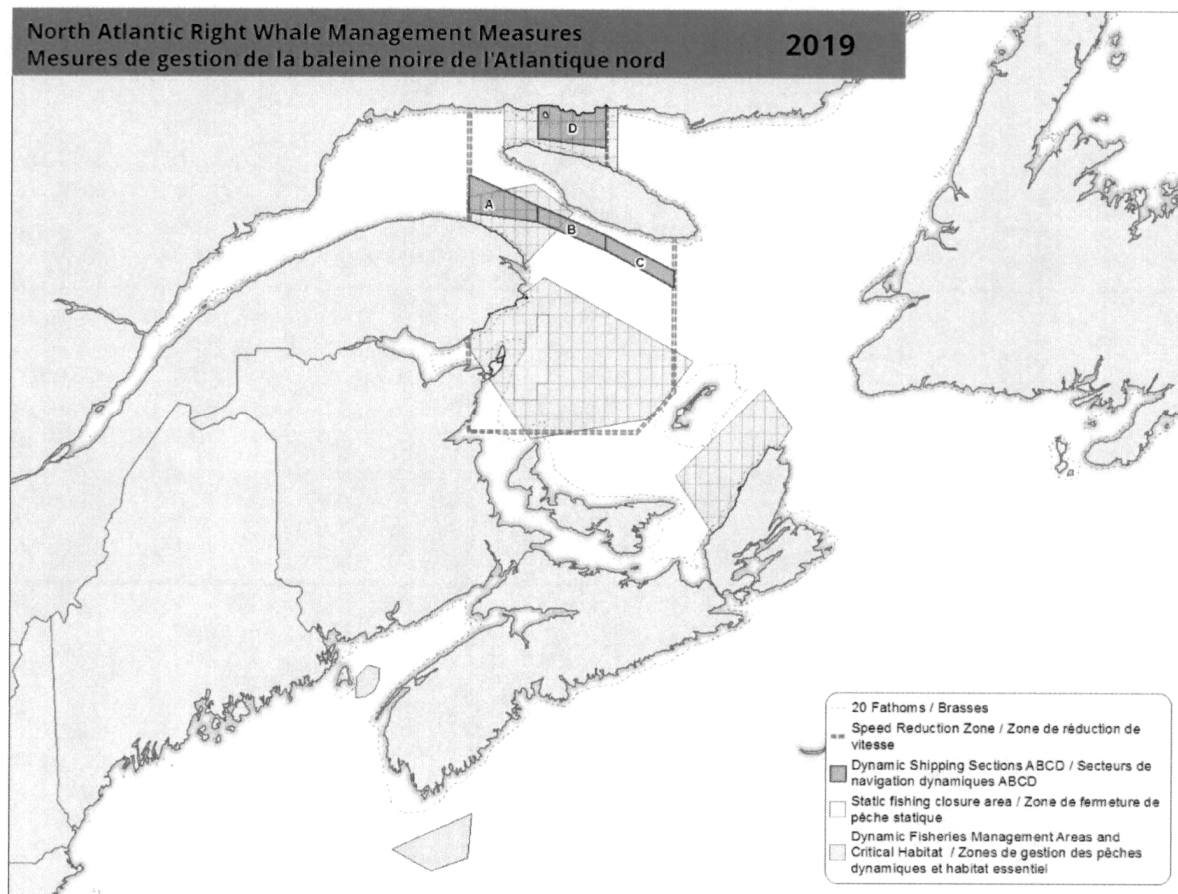 North Atlantic Right Whale Management Measures
Mesures de gestion de la baleine noire de l'Atlantique nord
2019
D
A
B
C
20 Fathoms / Brasses
Speed Reduction Zone / Zone de réduction de
vitesse
Dynamic Shipping Sections ABCD / Secteurs de
navigation dynamiques ABCD
Static fishing closure area / Zone de fermeture de
pêche statique
Dynamic Fisheries Management Areas and
Critical Habitat / Zones de gestion des pêches
dynamiques et habitat essentiel